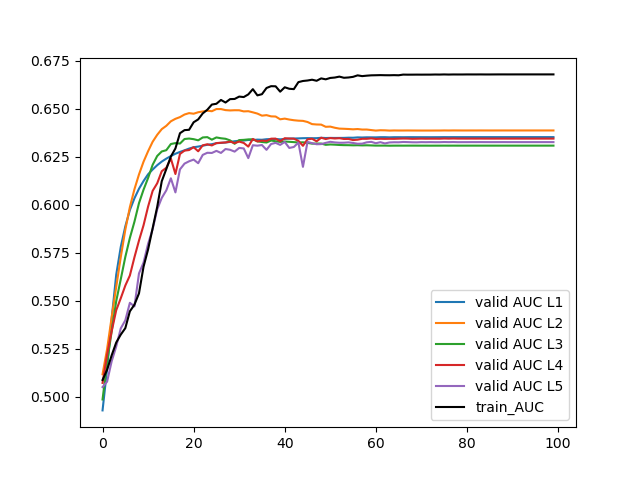 0.675
0.650
0.625
0.600
0.575
0.550
0.525
0.500
0 20 40 60 80 100
valid AUC L1
valid AUC L2
valid AUC L3
valid AUC L4
valid AUC L5
train_AUC